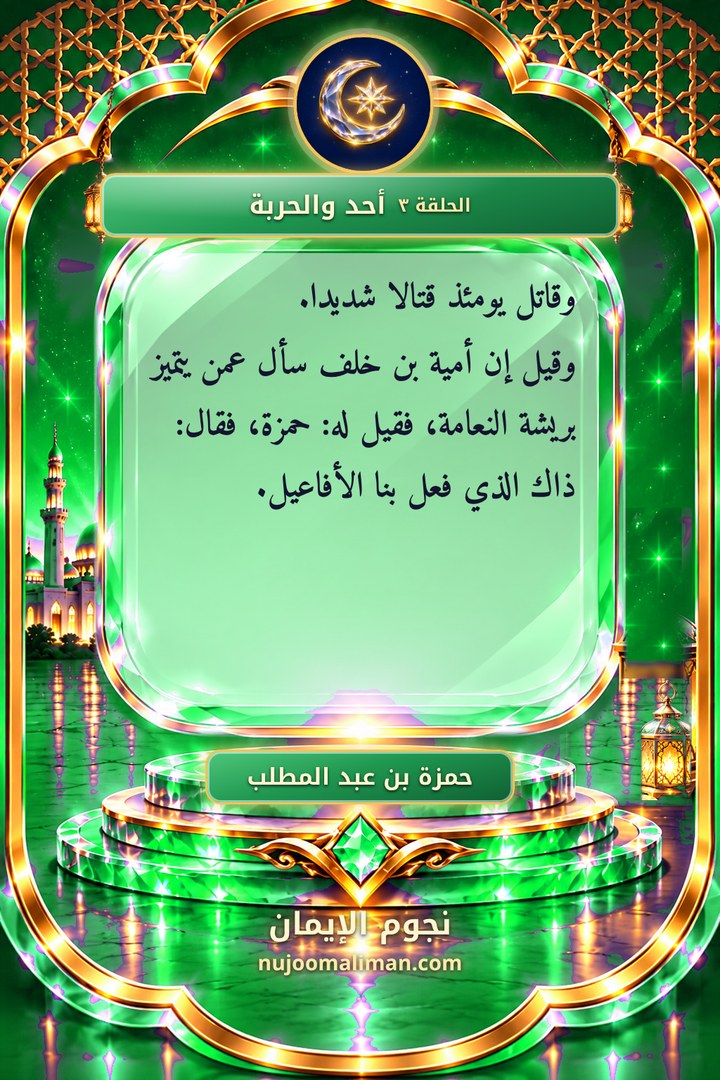 الحلقة ٣ أحد والحربة
وقاتل يومئذ قتالا شديدا.
وقيل إن أمية بن خلف سأل عمن يتميز
بريشة النعامة، فقيل له: حمزة، فقال:
ذاك الذي فعل بنا الأفاعيل.
حمزة بن عبد المطلب
نجوم الإيمان
nujoomaliman.com